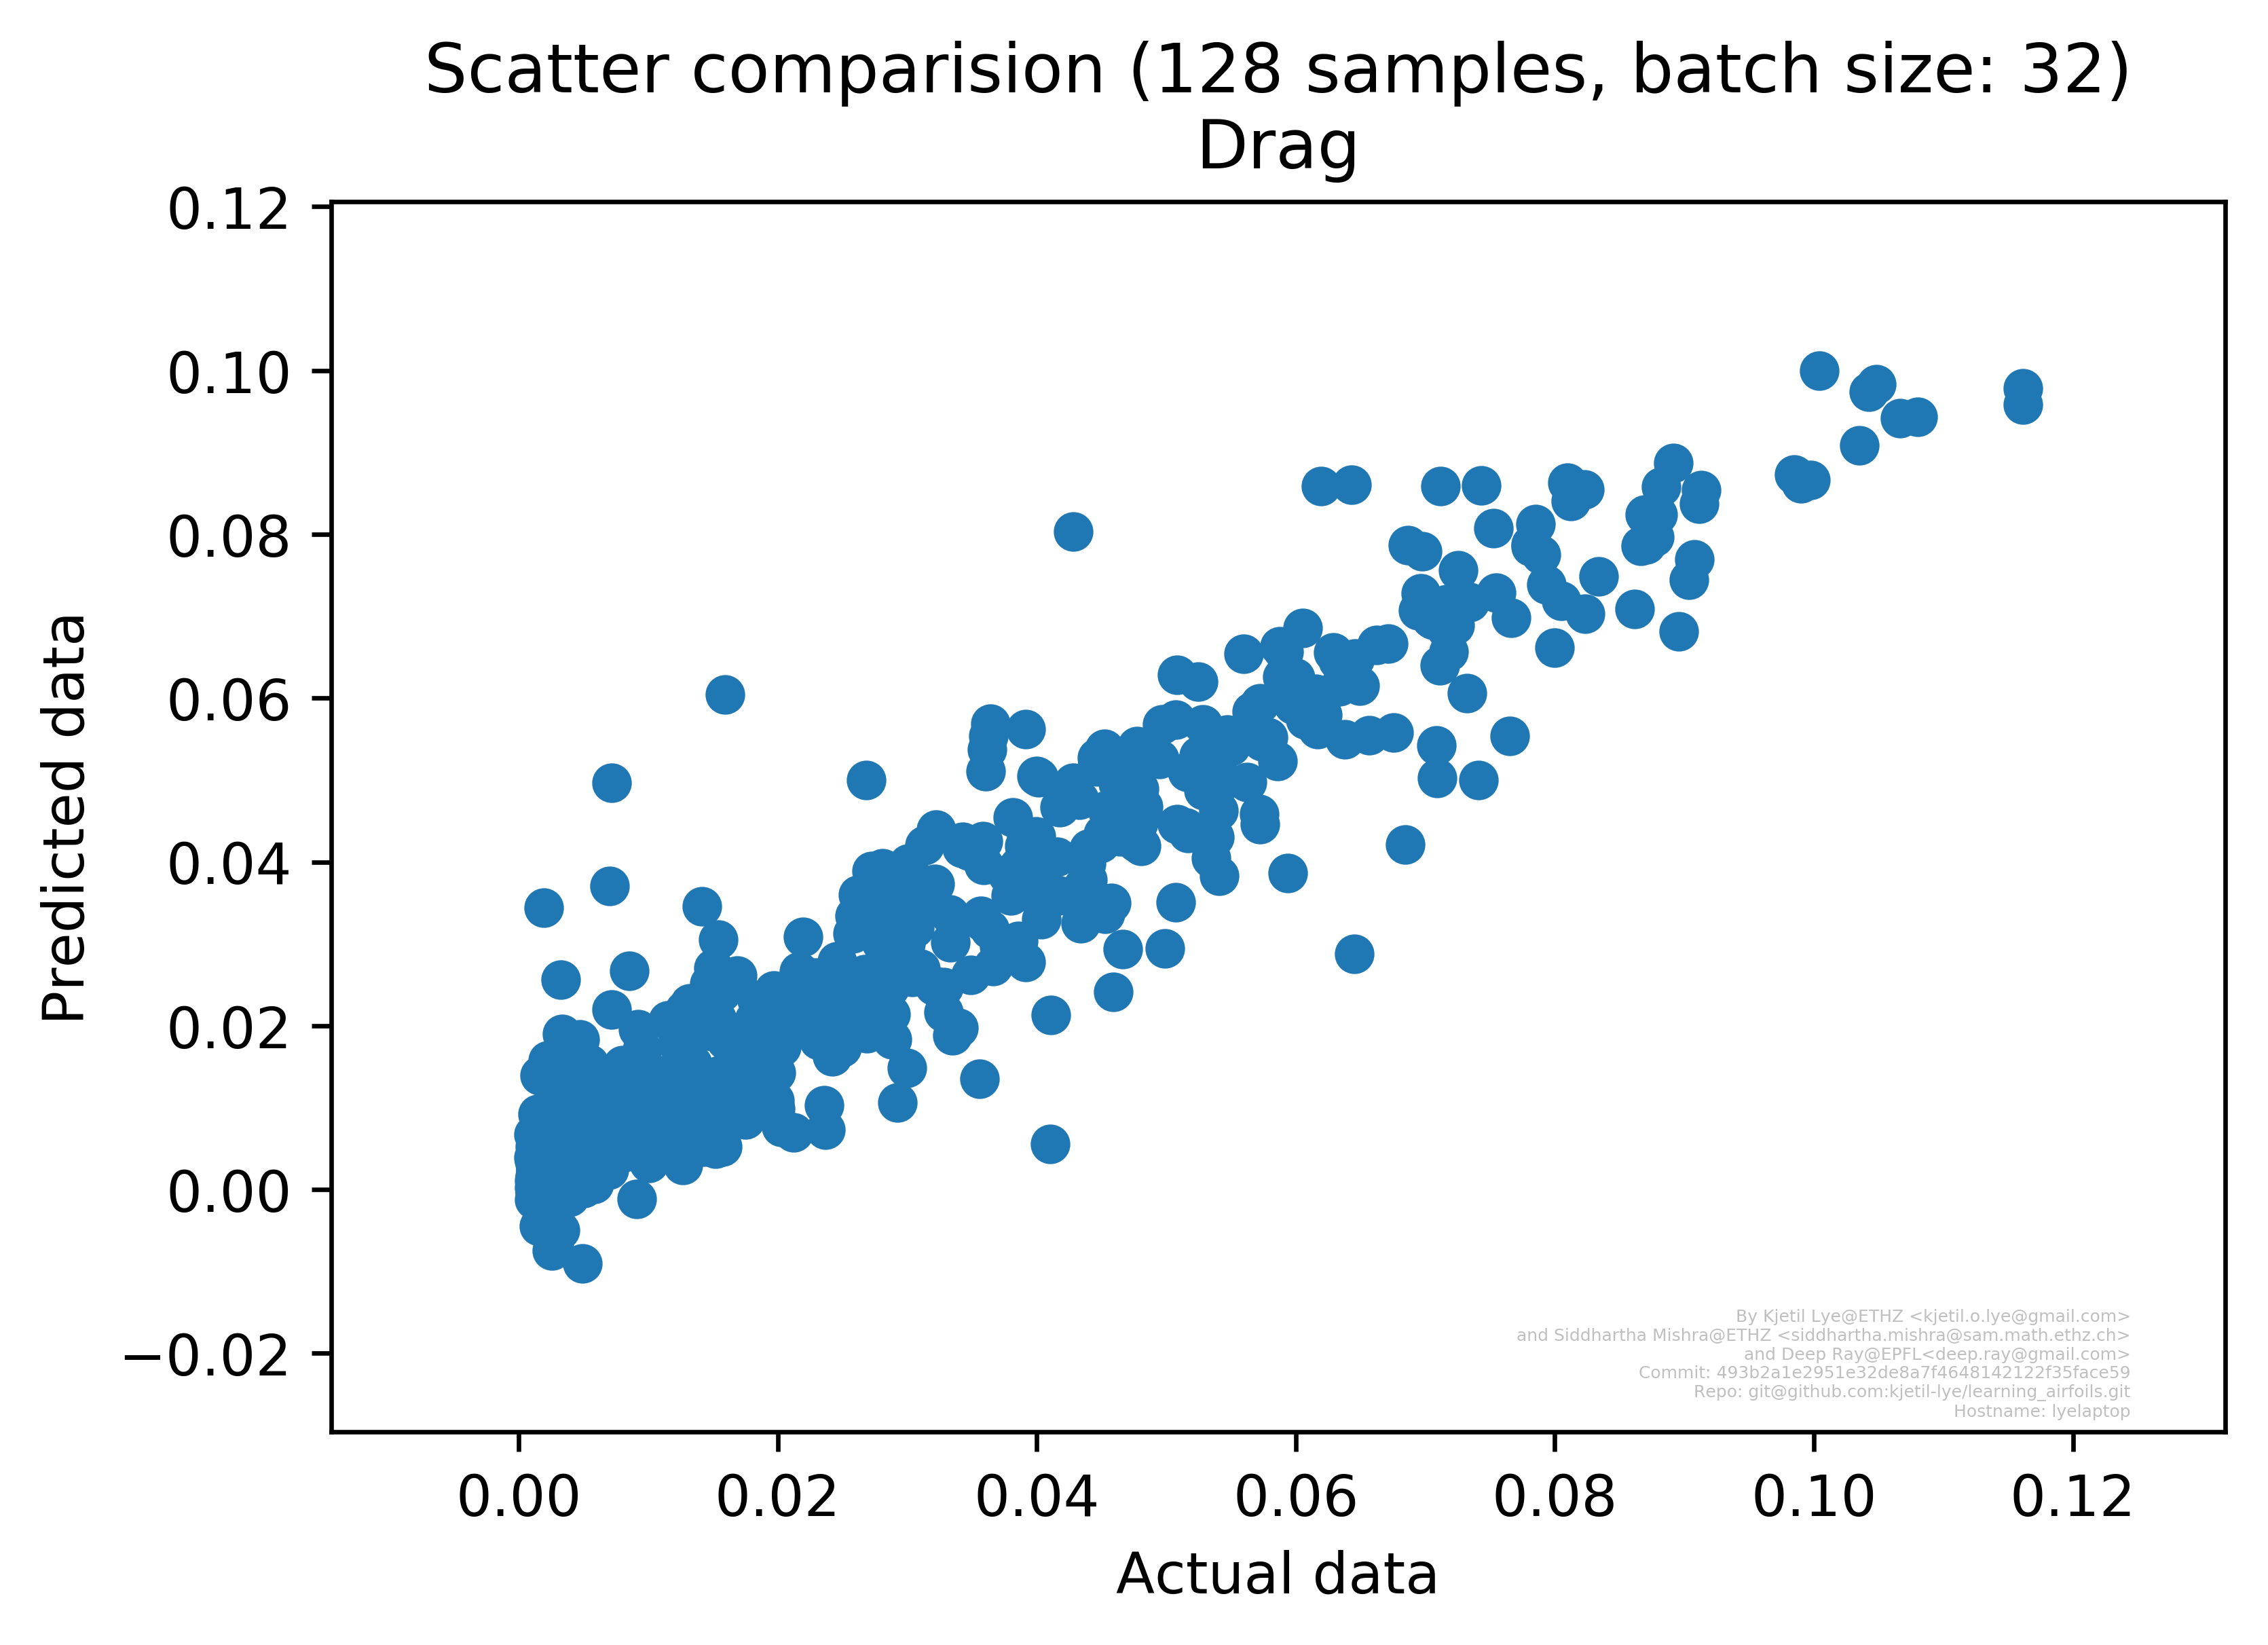 Scatter comparision (128 samples, batch size: 32)
Drag
0.12
0.10
0.08
0.06
0.04
0.02
0.00
−0.02
Predicted data
0.00 0.02 0.04 0.06 0.08 0.10 0.12
Actual data
By Kjetil Lye@ETHZ <kjetil.o.lye@gmail.com>
and Siddhartha Mishra@ETHZ <siddhartha.mishra@sam.math.ethz.ch>
and Deep Ray@EPFL<deep.ray@gmail.com>
Commit: 493b2a1e2951e32de8a7f4648142122f35face59
Repo: git@github.com:kjetil-lye/learning_airfoils.git
Hostname: lyelaptop